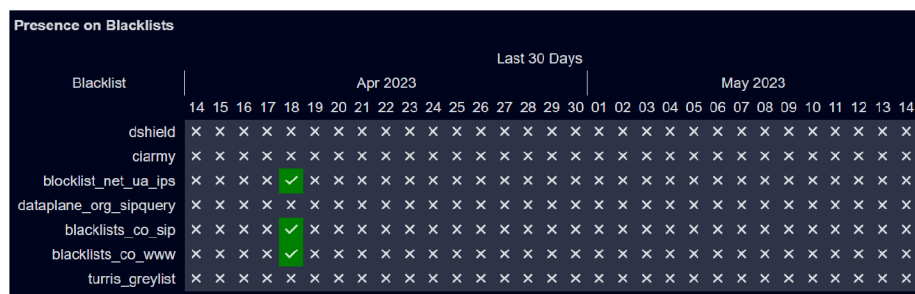 Presence on Blacklists
Last 30 Days
Blacklist Apr 2023 May 2023
14 15 16 17 18 19 20 21 22 23 24 25 26 27 28 29 30 01 02 03 04 05 06 07 08 09 10 11 12 13 14
dshield
ciarmy
blocklist_net_ua_ips
dataplane_org_sipquery
blacklists_co_sip
blacklists_co_www
turris_greylist